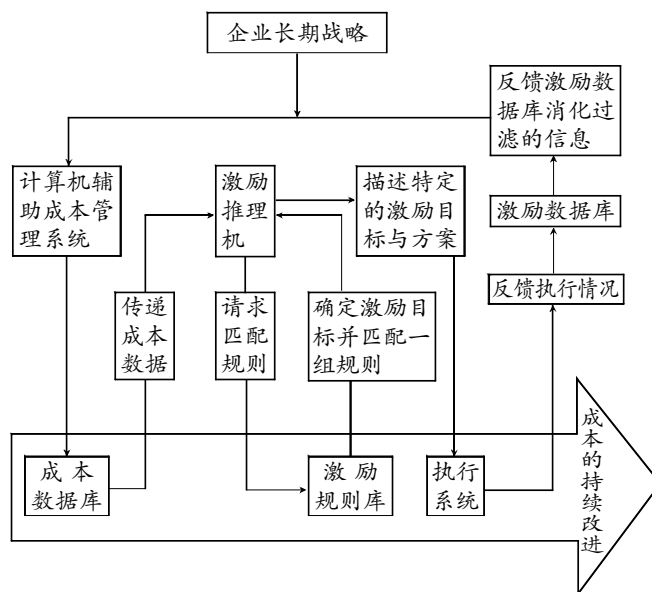 企业长期战略
反馈激励数
据库消化过
滤的信息
计算机辅
助成本管
理系统
激励
推理
机
描述特定
的激励目
标与方案
激励数据库
反馈执行情况
传递
成本
数据
请求
匹配
规则
确定激励目
标并匹配一
组规则
成本
数据库
激励
规则库
执行
系统
成本的持续改进